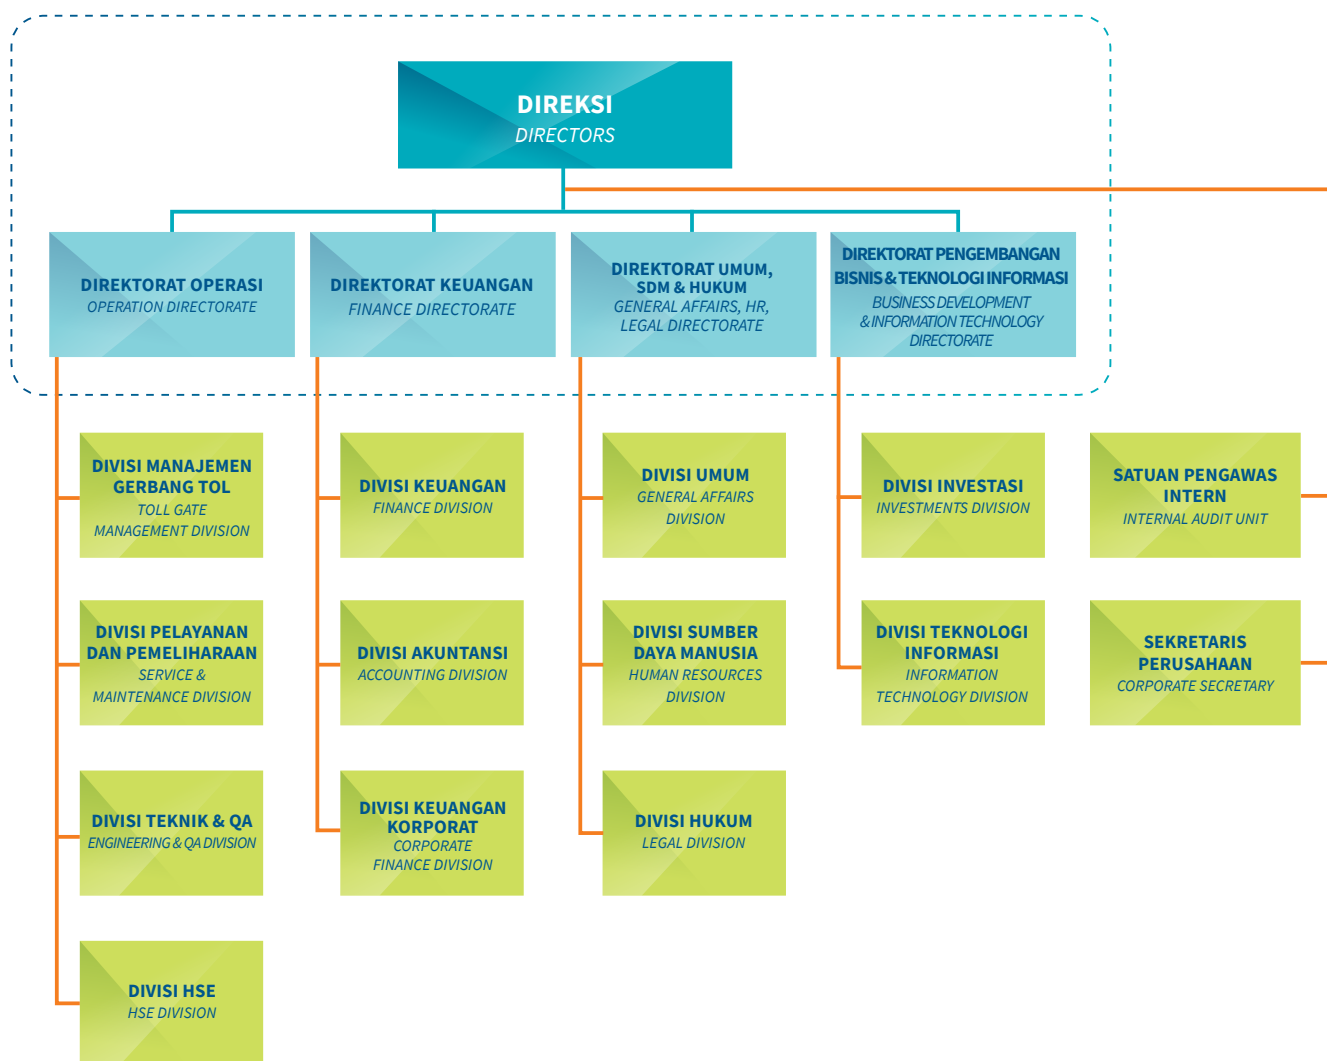 DIREKSI
DIRECTORS
DIREKTORAT OPERASI
OPERATION DIRECTORATE
DIREKTORAT KEUANGAN
FINANCE DIRECTORATE
DIREKTORAT UMUM,
SDM & HUKUM
GENERAL AFFAIRS, HR,
LEGAL DIRECTORATE
DIREKTORAT PENGEMBANGAN
BISNIS & TEKNOLOGI INFORMASI
BUSINESS DEVELOPMENT
& INFORMATION TECHNOLOGY
DIRECTORATE
DIVISI MANAJEMEN
GERBANG TOL
TOLL GATE
MANAGEMENT DIVISION
DIVISI KEUANGAN
FINANCE DIVISION
DIVISI UMUM
GENERAL AFFAIRS
DIVISION
DIVISI INVESTASI
INVESTMENTS DIVISION
SATUAN PENGAWAS
INTERN
INTERNAL AUDIT UNIT
DIVISI PELAYANAN
DAN PEMELIHARAAN
SERVICE &
MAINTENANCE DIVISION
DIVISI AKUNTANSI
ACCOUNTING DIVISION
DIVISI SUMBER
DAYA MANUSIA
HUMAN RESOURCES
DIVISION
DIVISI TEKNOLOGI
INFORMASI
INFORMATION
TECHNOLOGY DIVISION
SEKRETARIS
PERUSAHAAN
CORPORATE SECRETARY
DIVISI TEKNIK & QA
ENGINEERING & QA DIVISION
DIVISI KEUANGAN
KORPORAT
CORPORATE
FINANCE DIVISION
DIVISI HUKUM
LEGAL DIVISION
DIVISI HSE
HSE DIVISION